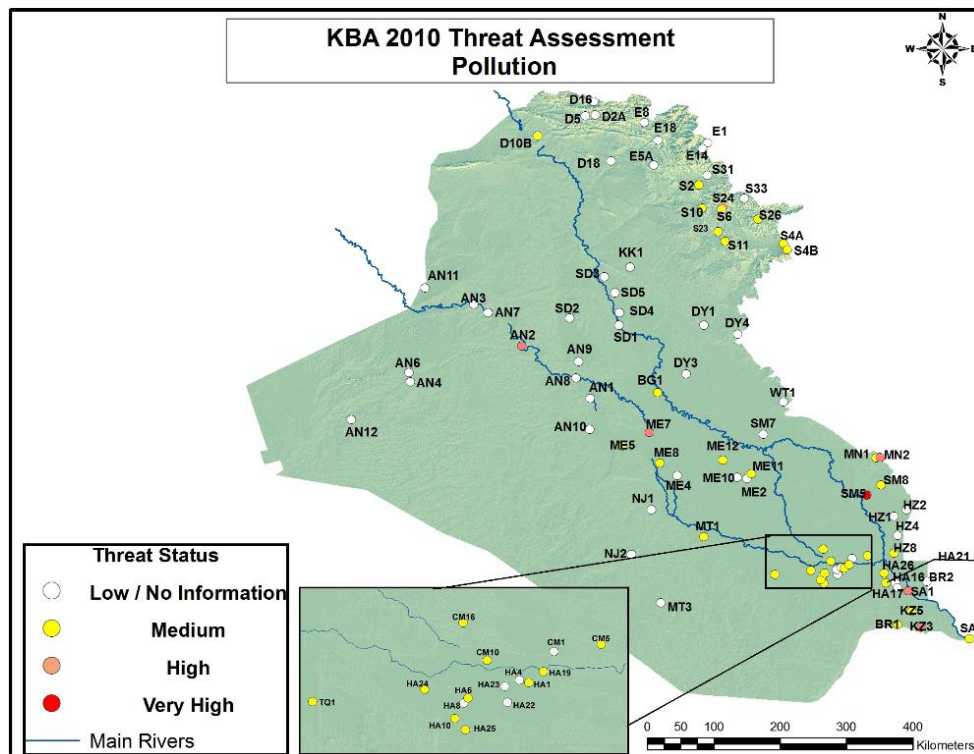 KBA 2010 Threat Assessment
Pollution
N
W
E
S
D16
D5
D2A
E8
D10B
E18
E1
D18
E5A
E14
S31
S2
S33
S24
S10
S6
S26
S23
S11
S4A
S4B
KK1
SD3
AN11
SD5
AN3
AN7
SD2
SD4
DY1
SD1
DY4
AN2
AN9
DY3
AN6
AN8
AN4
AN1
BG1
WT1
AN12
AN10
ME7
SM7
ME5
ME8
ME12
MN1
MN2
ME4
ME10
ME11
ME2
SM8
SM5
NJ1
HZ1
HZ2
MT1
HZ4
NJ2
HZ8
HA21
HA26
HA16
BR2
HA17
SA1
MT3
KZ5
BR1
KZ3
SA
Threat Status
Low / No Information
Medium
High
Very High
Main Rivers
CM16
CM1
CM5
CM10
HA4
HA19
HA23
HA1
HA24
HA6
HA8
HA22
TQ1
HA10
HA25
0
100
200
300
400
Kilometers